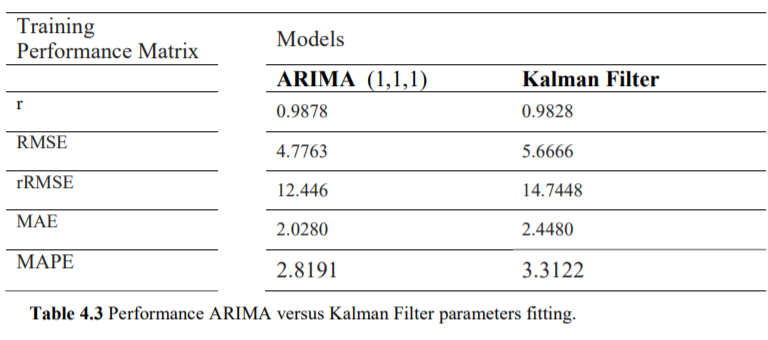 Training
Performance Matrix
Models
ARIMA (1,1,1) Kalman Filter
r 0.9878 0.9828
RMSE 4.7763 5.6666
rRMSE 12.446 14.7448
MAE 2.0280 2.4480
MAPE 2.8191 3.3122
Table 4.3 Performance ARIMA versus Kalman Filter parameters fitting.